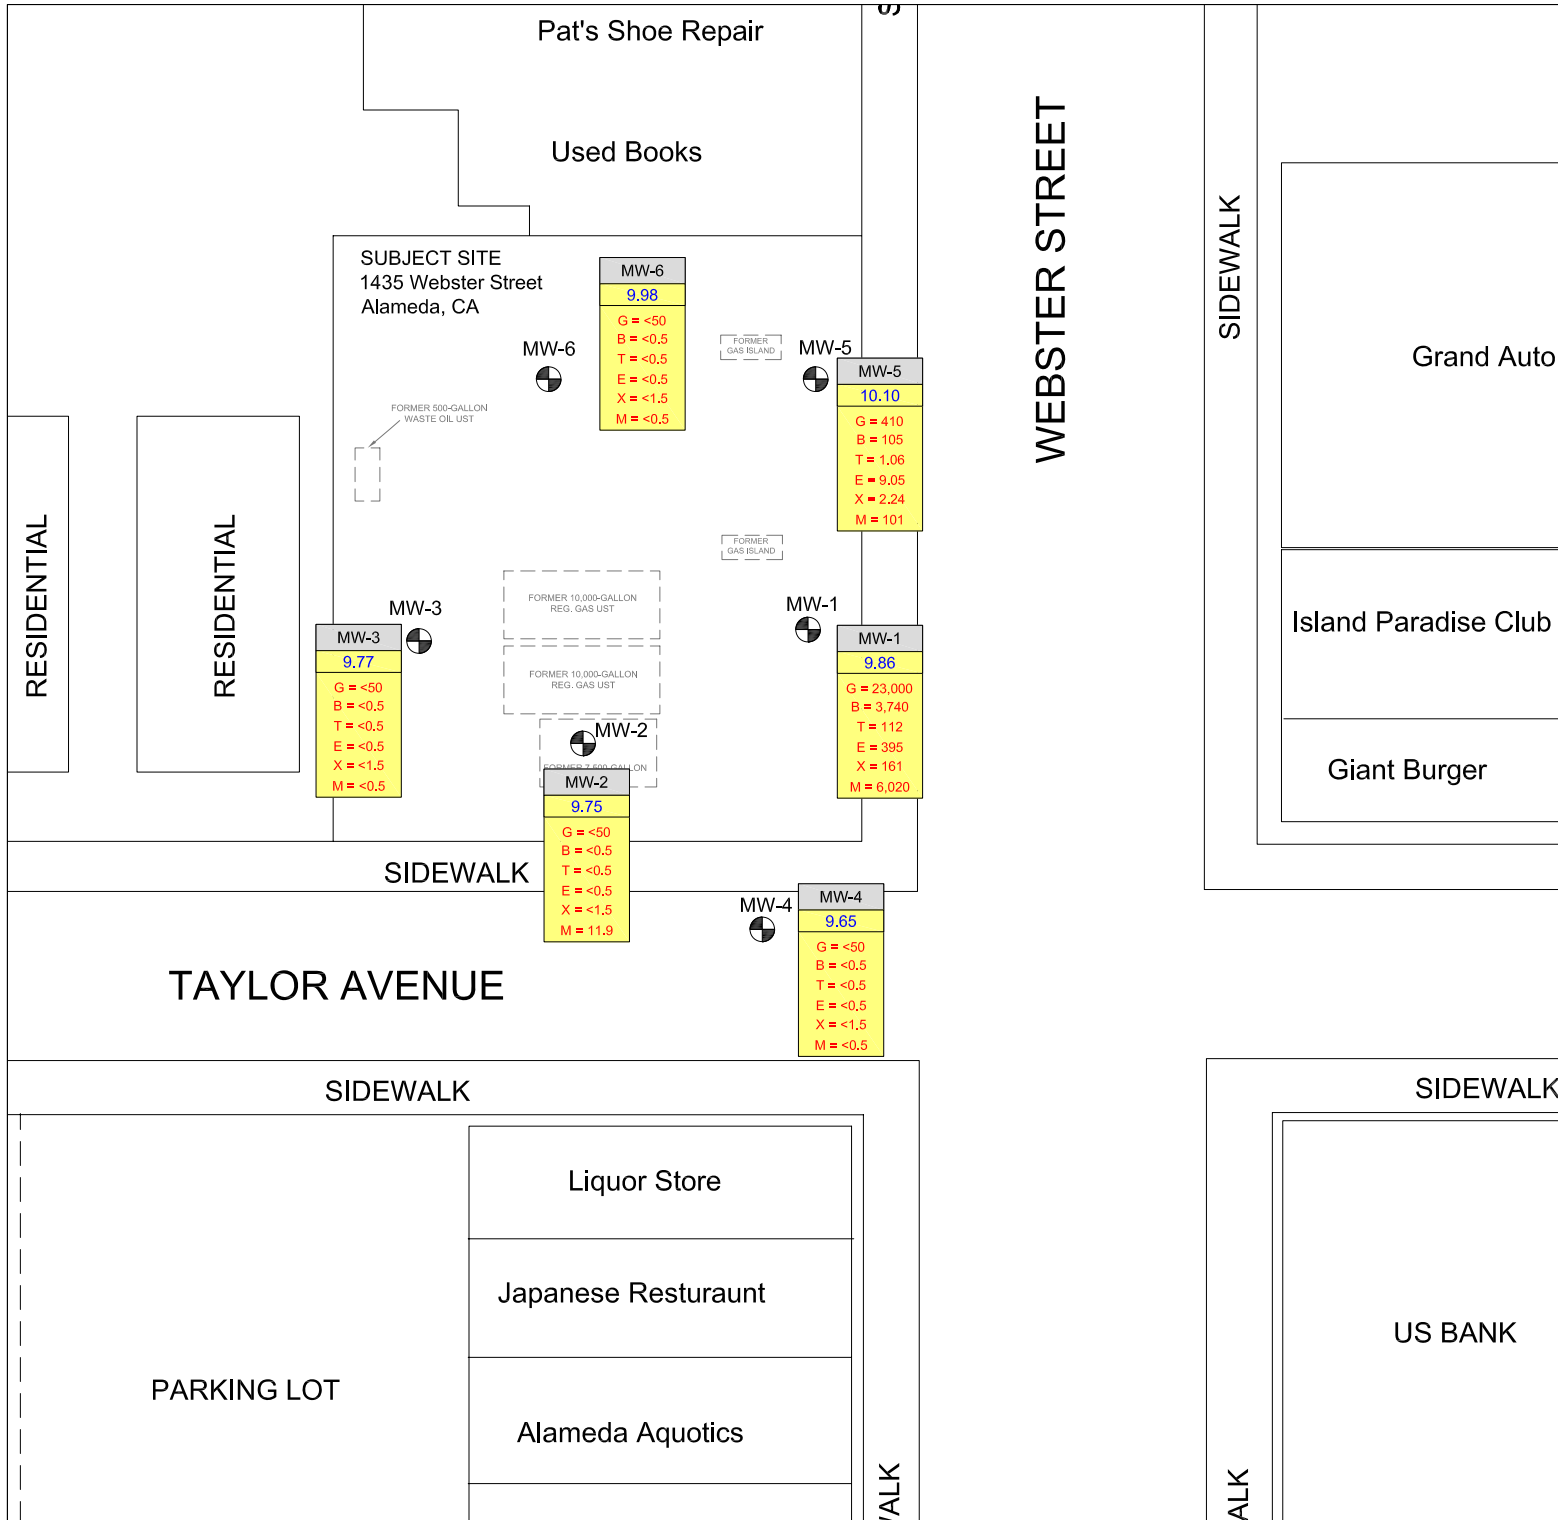 Pat's Shoe Repair
Used Books
SUBJECT SITE
1435 Webster Street
Alameda, CA
MW-6
9.98
G = <50
B = <0.5
T = <0.5
E = <0.5
X = <1.5
M = <0.5
MW-6
FORMER
GAS ISLAND
MW-5
MW-5
10.10
G = 410
B = 105
T = 1.06
E = 9.05
X = 2.24
M = 101
FORMER 500-GALLON
WASTE OIL UST
WEBSTER STREET
SIDEWALK
Grand Auto
RESIDENTIAL
RESIDENTIAL
FORMER
GAS ISLAND
FORMER 10,000-GALLON
REG. GAS UST
MW-3
MW-3
9.77
G = <50
B = <0.5
T = <0.5
E = <0.5
X = <1.5
M = <0.5
MW-1
MW-1
9.86
G = 23,000
B = 3,740
T = 112
E = 395
X = 161
M = 6,020
Island Paradise Club
FORMER 10,000-GALLON
REG. GAS UST
MW-2
FORMER 7,500-GALLON
MW-2
9.75
G = <50
B = <0.5
T = <0.5
E = <0.5
X = <1.5
M = 11.9
Giant Burger
SIDEWALK
MW-4
MW-4
9.65
G = <50
B = <0.5
T = <0.5
E = <0.5
X = <1.5
M = <0.5
TAYLOR AVENUE
SIDEWALK
SIDEWALK
Liquor Store
Japanese Resturaunt
US BANK
PARKING LOT
Alameda Aquotics
ALK
ALK